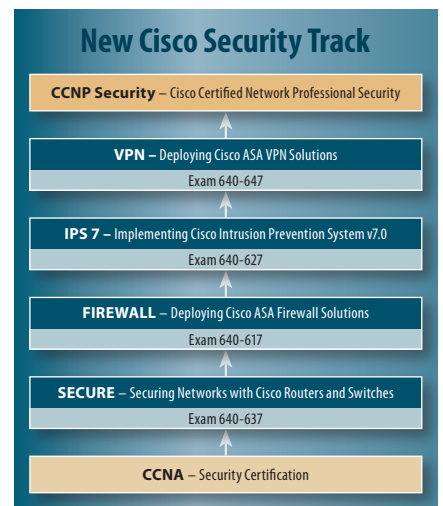 New Cisco Security Track
CCNP Security – Cisco Certified Network Professional Security
VPN – Deploying Cisco ASA VPN Solutions
Exam 640-647
IPS 7 – Implementing Cisco Intrusion Prevention System v7.0
Exam 640-627
FIREWALL – Deploying Cisco ASA Firewall Solutions
Exam 640-617
SECURE – Securing Networks with Cisco Routers and Switches
Exam 640-637
CCNA – Security Certification